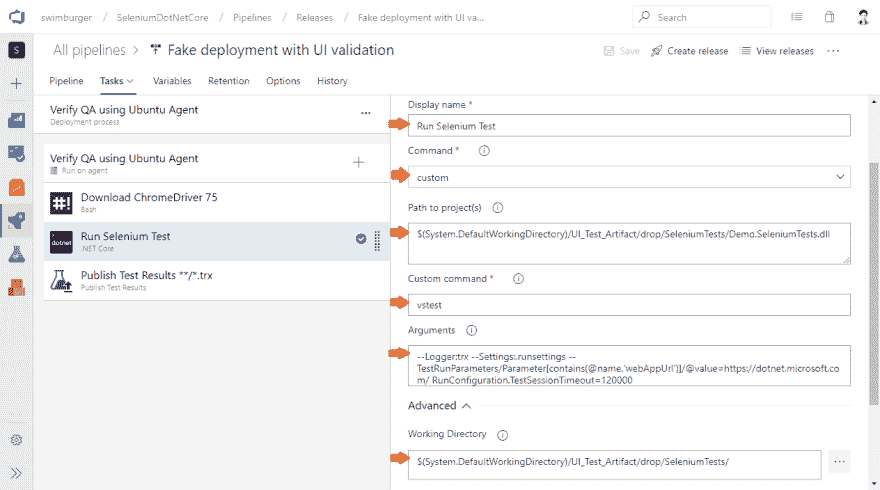 swimburger / SeleniumDotNetCore / Pipelines / Releases / Fake deployment with UI va...
Search
S
All pipelines > Fake deployment with UI validation
Save
Create release
View releases
...
Pipeline
Tasks
Variables
Retention
Options
History
Verify QA using Ubuntu Agent
Deployment process
...
Verify QA using Ubuntu Agent
Run on agent
#!
Download ChromeDriver 75
Bash
dotnet
Run Selenium Test
.NET Core
Publish Test Results **/*.trx
Publish Test Results
Display name *
Run Selenium Test
Command *
custom
Path to project(s)
$(System.DefaultWorkingDirectory)/UI_Test_Artifact/drop/SeleniumTests/Demo.SeleniumTests.dll
Custom command *
vstest
Arguments
--Logger:trx --Settings:.runsettings --
TestRunParameters/Parameter[contains(@name,'webAppUrl')]/@value=https://dotnet.microsoft.co
m/ RunConfiguration.TestSessionTimeout=120000
Advanced
Working Directory
$(System.DefaultWorkingDirectory)/UI_Test_Artifact/drop/SeleniumTests/
...